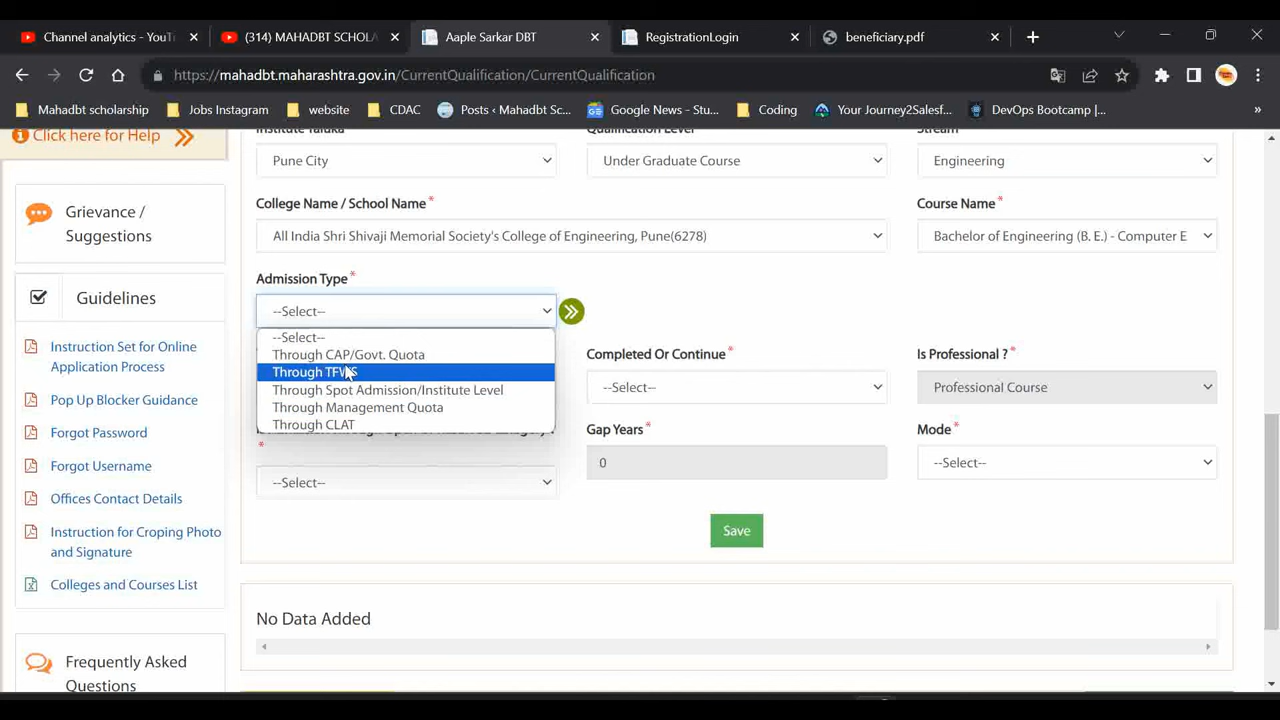 Channel analytics - YouTu
(314) MAHADBT SCHOLA
Aaple Sarkar DBT
RegistrationLogin
beneficiary.pdf
https://mahadbt.maharashtra.gov.in/CurrentQualification/CurrentQualification
Mahadbt scholarship
Jobs Instagram
website
CDAC
Posts ‹ Mahadbt Sc...
Google News - Stu...
Coding
Your Journey2Salesf...
DevOps Bootcamp |...
»
Click here for Help
Grievance /
Suggestions
Guidelines
Instruction Set for Online
Application Process
Pop Up Blocker Guidance
Forgot Password
Forgot Username
Offices Contact Details
Instruction for Croping Photo
and Signature
Colleges and Courses List
Frequently Asked
Questions
Institute Taluka
Qualification Level
Stream
Pune City
Under Graduate Course
Engineering
College Name / School Name *
Course Name *
All India Shri Shivaji Memorial Society's College of Engineering, Pune(6278)
Bachelor of Engineering (B. E.) - Computer E
Admission Type *
--Select--
--Select--
Through CAP/Govt. Quota
Through TFWS
Through Spot Admission/Institute Level
Through Management Quota
Through CLAT
Completed Or Continue *
Is Professional ? *
--Select--
Professional Course
*
Gap Years *
Mode *
--Select--
0
--Select--
Save
No Data Added